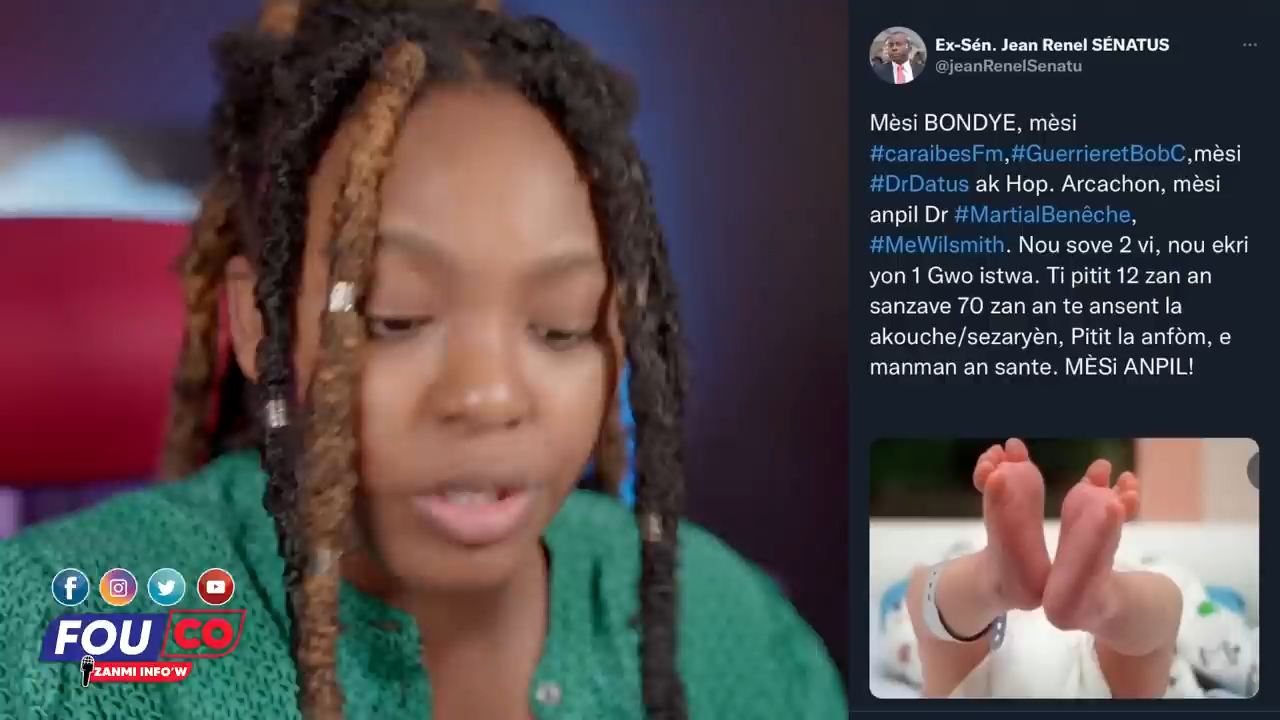 Ex-Sén. Jean Renel SÉNATUS
@jeanRenelSenatu
Mèsi BONDYE, mèsi
#caraibesFm,#GuerrieretBobC,mèsi
#DrDatus ak Hop. Arcachon, mèsi
anpil Dr #MartialBenêche,
#MeWilsmith. Nou sove 2 vi, nou ekri
yon 1 Gwo istwa. Ti pitit 12 zan an
sanzave 70 zan an te ansent la
akouche/sezaryèn, Pitit la anfòm, e
manman an sante. MÈSi ANPIL!
FOU CO
ZANMI INFO'W